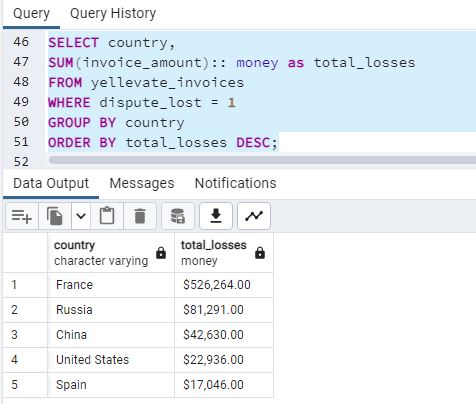 Query Query History
46 SELECT country,
47 SUM(invoice_amount):: money as total_losses
48 FROM yellevate_invoices
49 WHERE dispute_lost = 1
50 GROUP BY country
51 ORDER BY total_losses DESC;
52
Data Output Messages Notifications
country total_losses
character varying money
1 France $526,264.00
2 Russia $81,291.00
3 China $42,630.00
4 United States $22,936.00
5 Spain $17,046.00